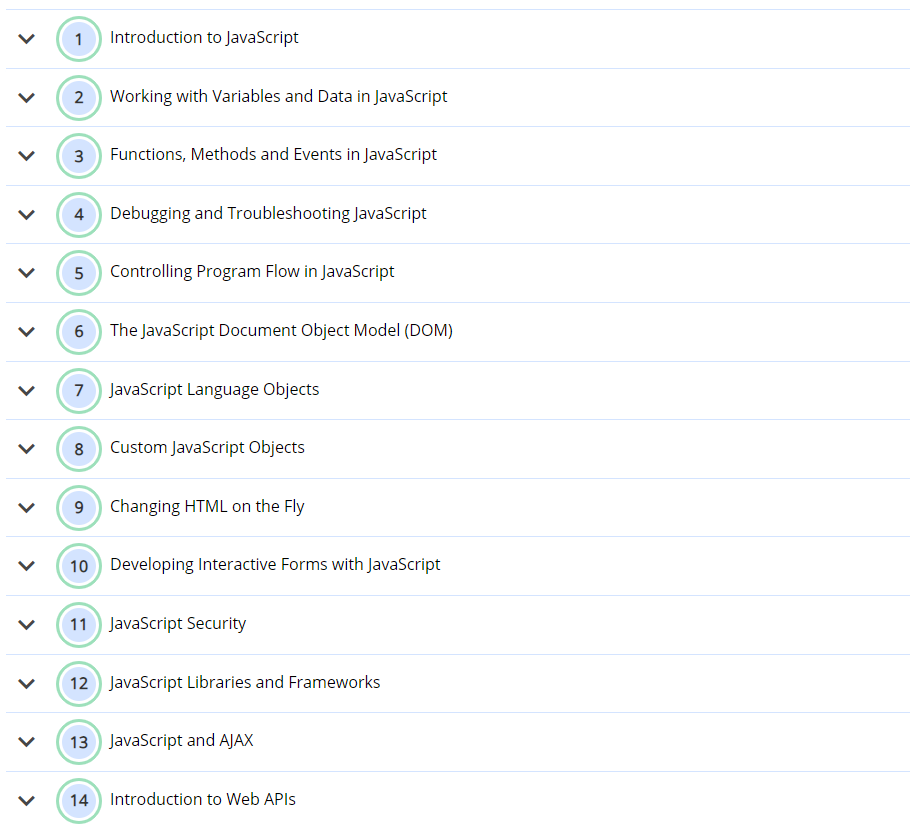 1 Introduction to JavaScript
2 Working with Variables and Data in JavaScript
3 Functions, Methods and Events in JavaScript
4 Debugging and Troubleshooting JavaScript
5 Controlling Program Flow in JavaScript
6 The JavaScript Document Object Model (DOM)
7 JavaScript Language Objects
8 Custom JavaScript Objects
9 Changing HTML on the Fly
10 Developing Interactive Forms with JavaScript
11 JavaScript Security
12 JavaScript Libraries and Frameworks
13 JavaScript and AJAX
14 Introduction to Web APIs